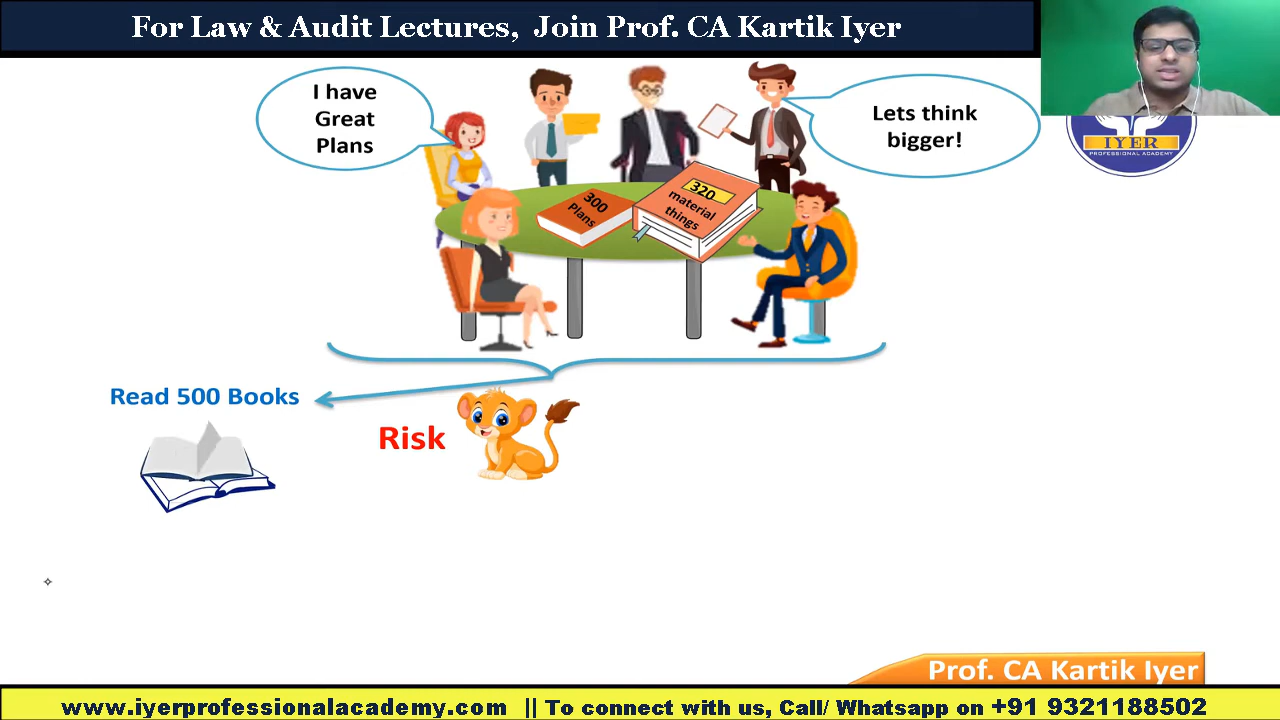 For Law & Audit Lectures, Join Prof. CA Kartik Iyer
I have
Great
Plans
Lets think
bigger!
IYER
PROFESSIONAL ACADEMY
300
Plans
320
material
things
Read 500 Books
Risk
Prof. CA Kartik Iyer
www.iyerprofessionalacademy.com || To connect with us, Call/ Whatsapp on +91 9321188502